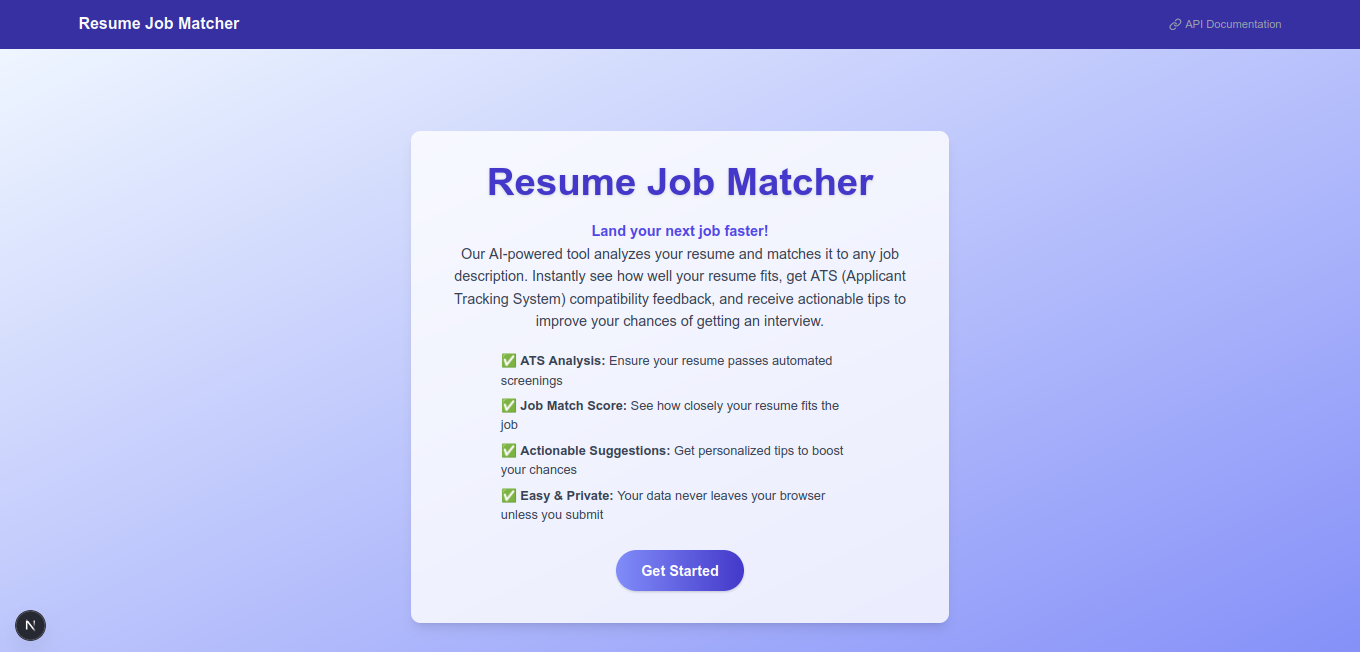 Resume Job Matcher
API Documentation
Resume Job Matcher
Land your next job faster!
Our AI-powered tool analyzes your resume and matches it to any job
description. Instantly see how well your resume fits, get ATS (Applicant
Tracking System) compatibility feedback, and receive actionable tips to
improve your chances of getting an interview.
✅ ATS Analysis: Ensure your resume passes automated
screenings
✅ Job Match Score: See how closely your resume fits the
job
✅ Actionable Suggestions: Get personalized tips to boost
your chances
✅ Easy & Private: Your data never leaves your browser
unless you submit
Get Started
N